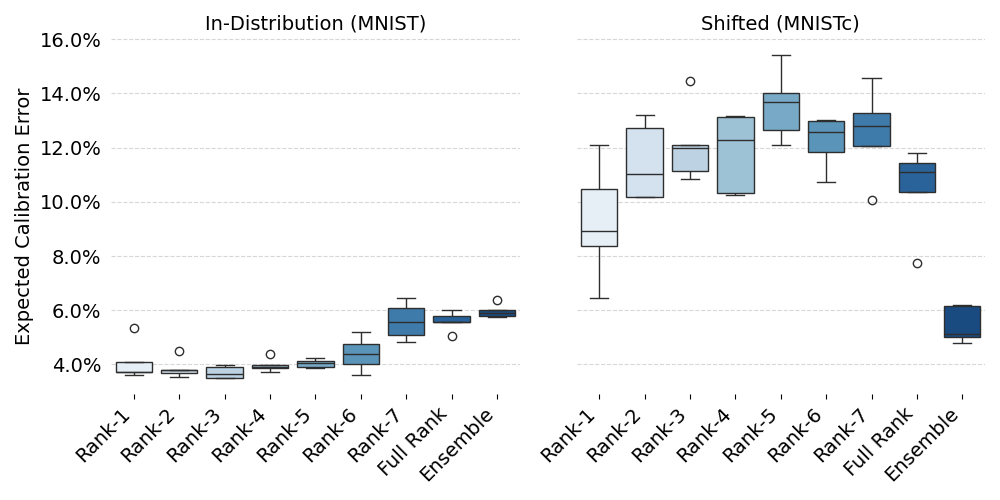 In-Distribution (MNIST)
Shifted (MNISTc)
Expected Calibration Error
16.0%
14.0%
12.0%
10.0%
8.0%
6.0%
4.0%
Rank-1
Rank-2
Rank-3
Rank-4
Rank-5
Rank-6
Rank-7
Full Rank
Ensemble
Rank-1
Rank-2
Rank-3
Rank-4
Rank-5
Rank-6
Rank-7
Full Rank
Ensemble